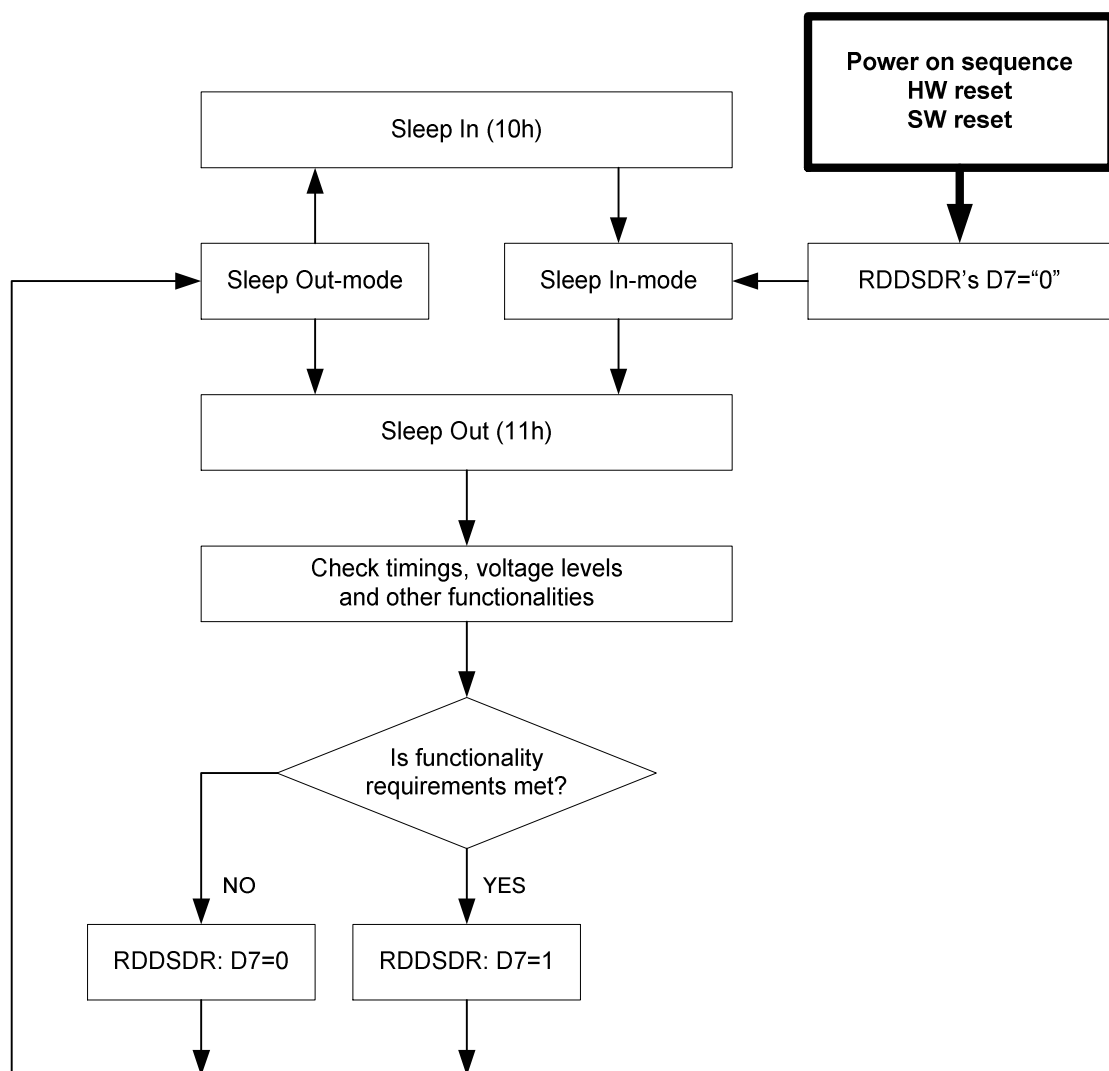 Power on sequence
HW reset
SW reset
Sleep In (10h)
Sleep Out-mode
Sleep In-mode
RDDSDR’s D7=“0”
Sleep Out (11h)
Check timings, voltage levels
and other functionalities
Is functionality
requirements met?
NO
YES
RDDSDR: D7=0
RDDSDR: D7=1